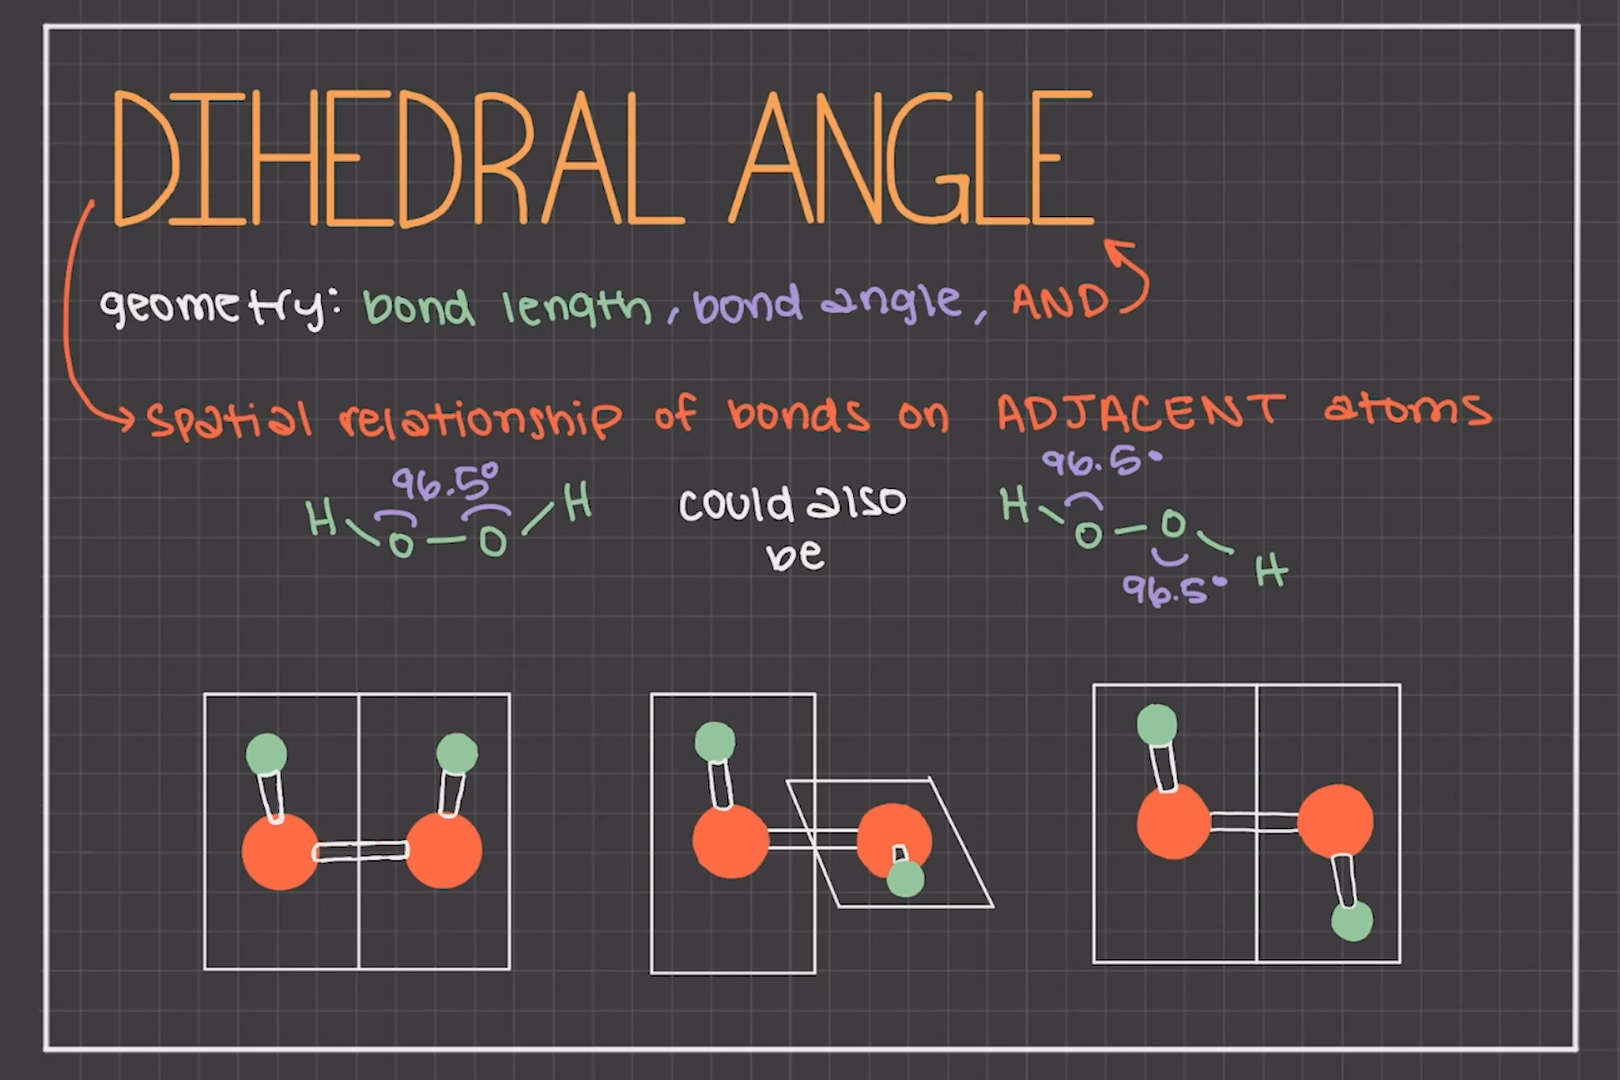 DIHEDRAL ANGLE
geometry: bond length, bond angle, AND
spatial relationship of bonds on ADJACENT atoms
96.5° 96.5°
H O O H could also be H O O H
96.5°